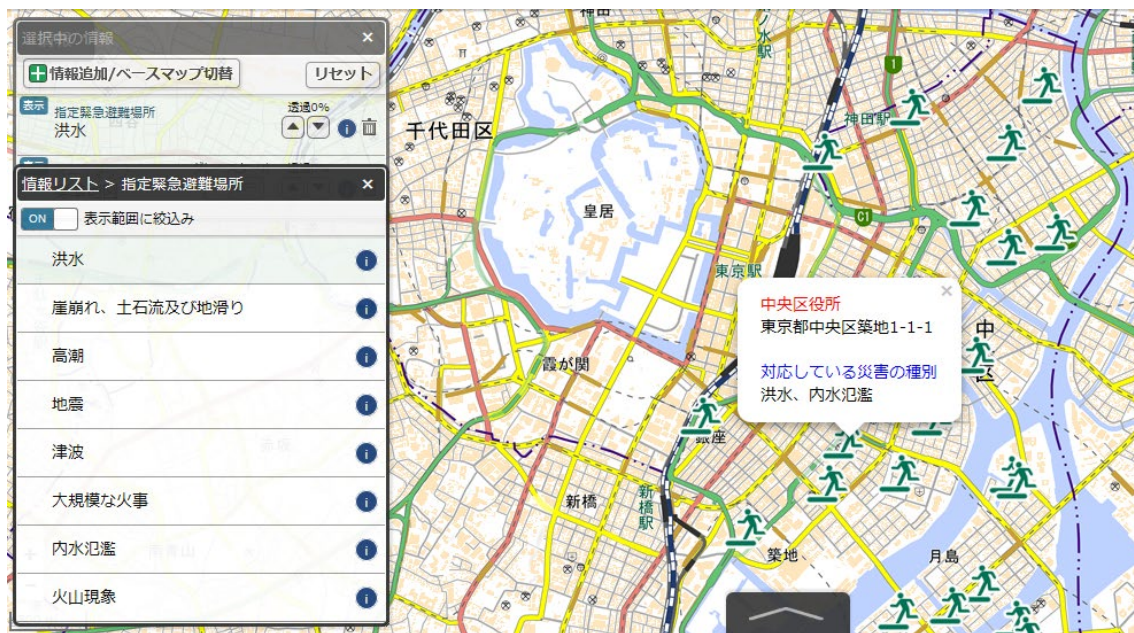 選択中の情報 ×
情報追加/ベースマップ切替
リセット
表示
指定緊急避難場所
洪水
透過0%
情報リスト > 指定緊急避難場所 ×
ON 表示範囲に絞込み
洪水
崖崩れ、土石流及び地滑り
高潮
地震
津波
大規模な火事
内水氾濫
火山現象
千代田区
皇居
神田駅
1
C1
東京駅
霞が関
中央区役所 ×
東京都中央区築地1-1-1
対応している災害の種別
洪水、内水氾濫
銀座
新橋
新橋駅
築地
月島